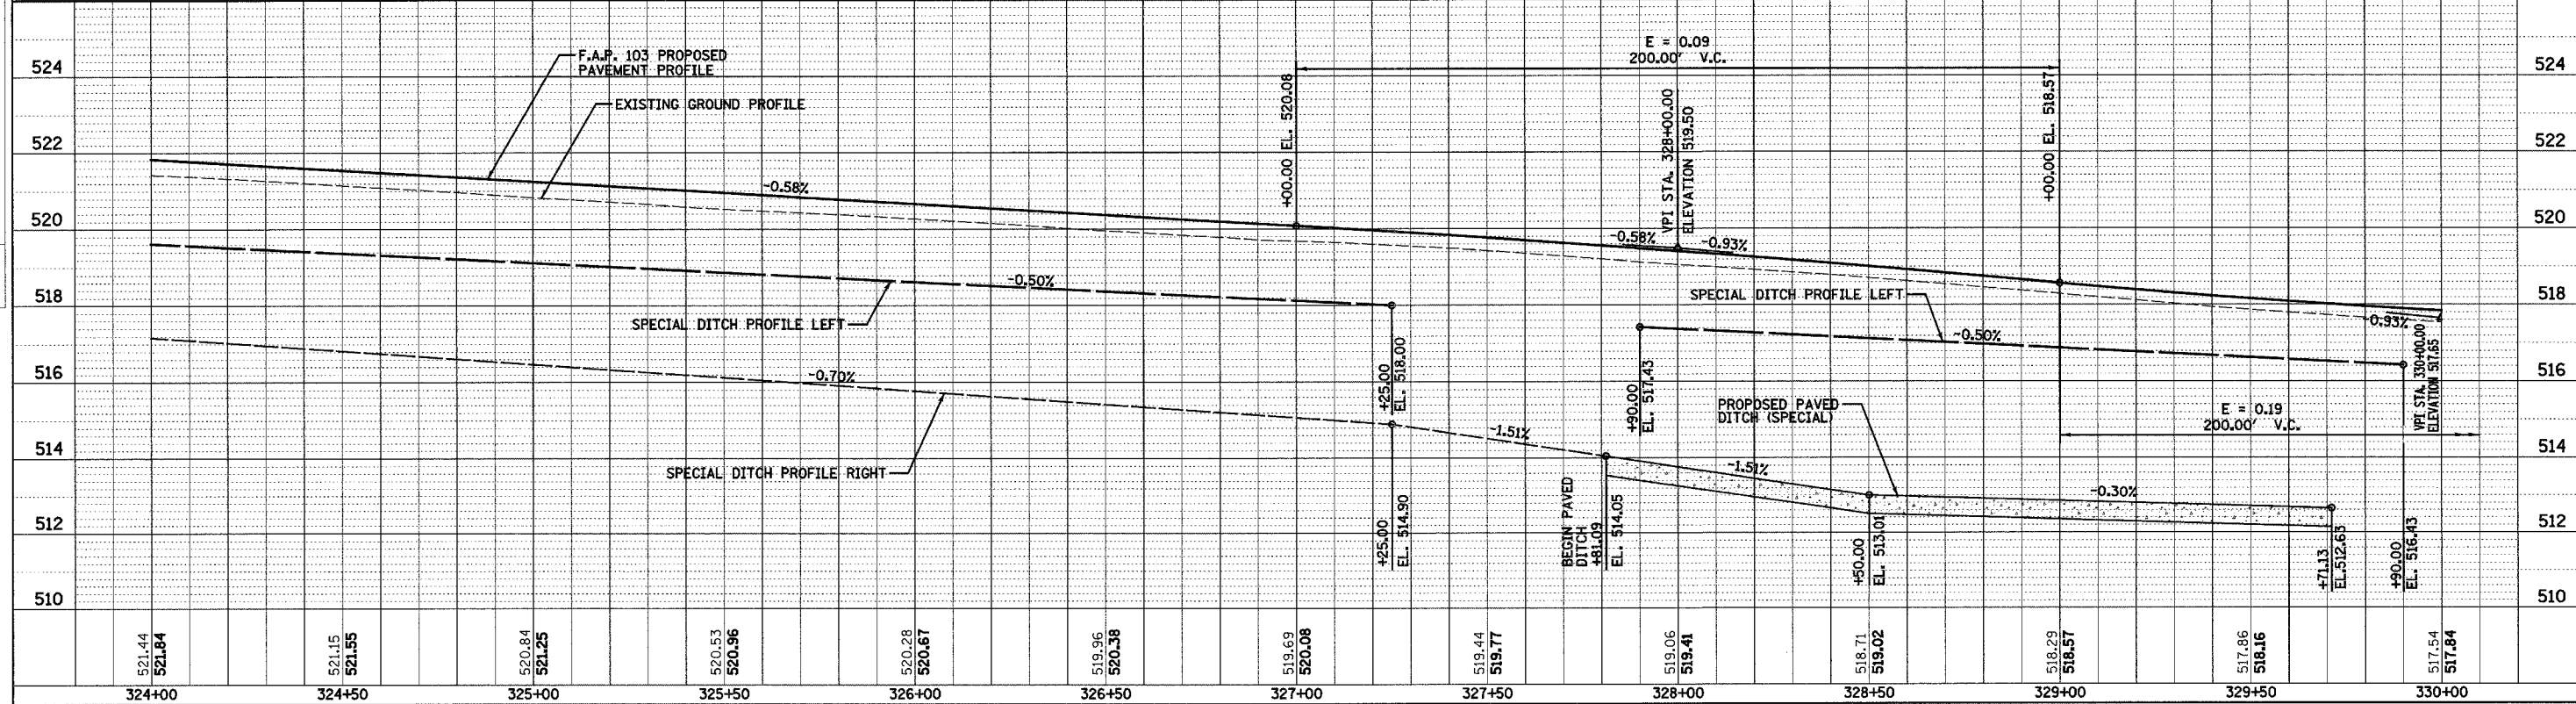 524
522
520
518
516
514
512
510
524
522
520
518
516
514
512
510
F.A.P. 103 PROPOSED
PAVEMENT PROFILE
EXISTING GROUND PROFILE
-0.58%
+00.00 EL. 520.08
E = 0.09
200.00' V.C.
VPI STA. 328+00.00
ELEVATION 519.50
-0.58%
-0.93%
+00.00 EL. 518.57
-0.50%
SPECIAL DITCH PROFILE LEFT
+25.00
EL. 518.00
SPECIAL DITCH PROFILE LEFT
-0.50%
+90.00
EL. 517.43
-0.93%
VPI STA. 330+00.00
ELEVATION 517.65
E = 0.19
200.00' V.C.
-0.70%
SPECIAL DITCH PROFILE RIGHT
-1.51%
+25.00
EL. 514.90
PROPOSED PAVED
DITCH (SPECIAL)
-1.51%
-0.30%
BEGIN PAVED
DITCH
+81.09
EL. 514.05
+50.00
EL. 513.01
+71.13
EL.512.63
+90.00
EL. 516.43
521.44
521.84
521.15
521.55
520.84
521.25
520.53
520.96
520.28
520.67
519.96
520.38
519.69
520.08
519.44
519.77
519.06
519.41
518.71
519.02
518.29
518.57
517.86
518.16
517.54
517.84
324+00
324+50
325+00
325+50
326+00
326+50
327+00
327+50
328+00
328+50
329+00
329+50
330+00